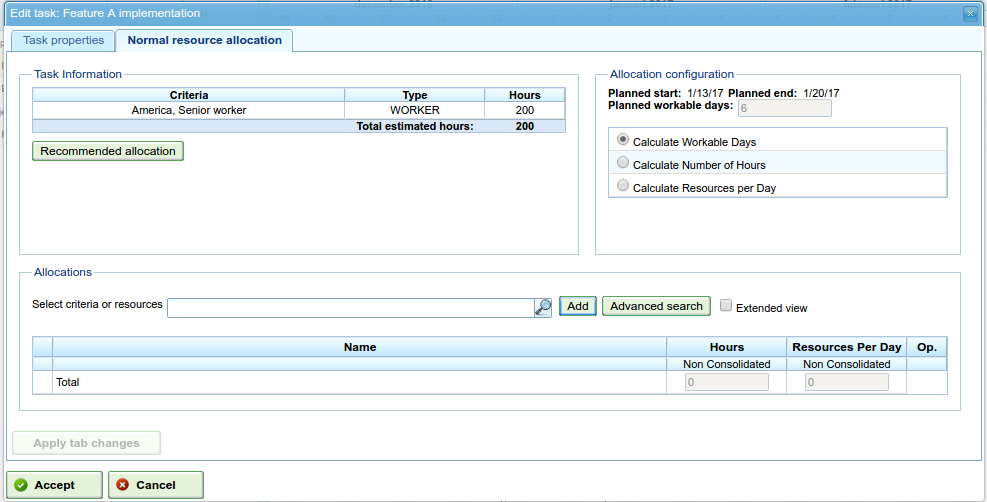 Edit task: Feature A implementation
Task properties
Normal resource allocation
Task Information
Criteria Type Hours
America, Senior worker WORKER 200
Total estimated hours: 200
Recommended allocation
Allocation configuration
Planned start: 1/13/17 Planned end: 1/20/17
Planned workable days: 6
Calculate Workable Days
Calculate Number of Hours
Calculate Resources per Day
Allocations
Select criteria or resources Add Advanced search Extended view
Name Hours Resources Per Day Op.
Non Consolidated Non Consolidated
Total 0 0
Apply tab changes
Accept Cancel